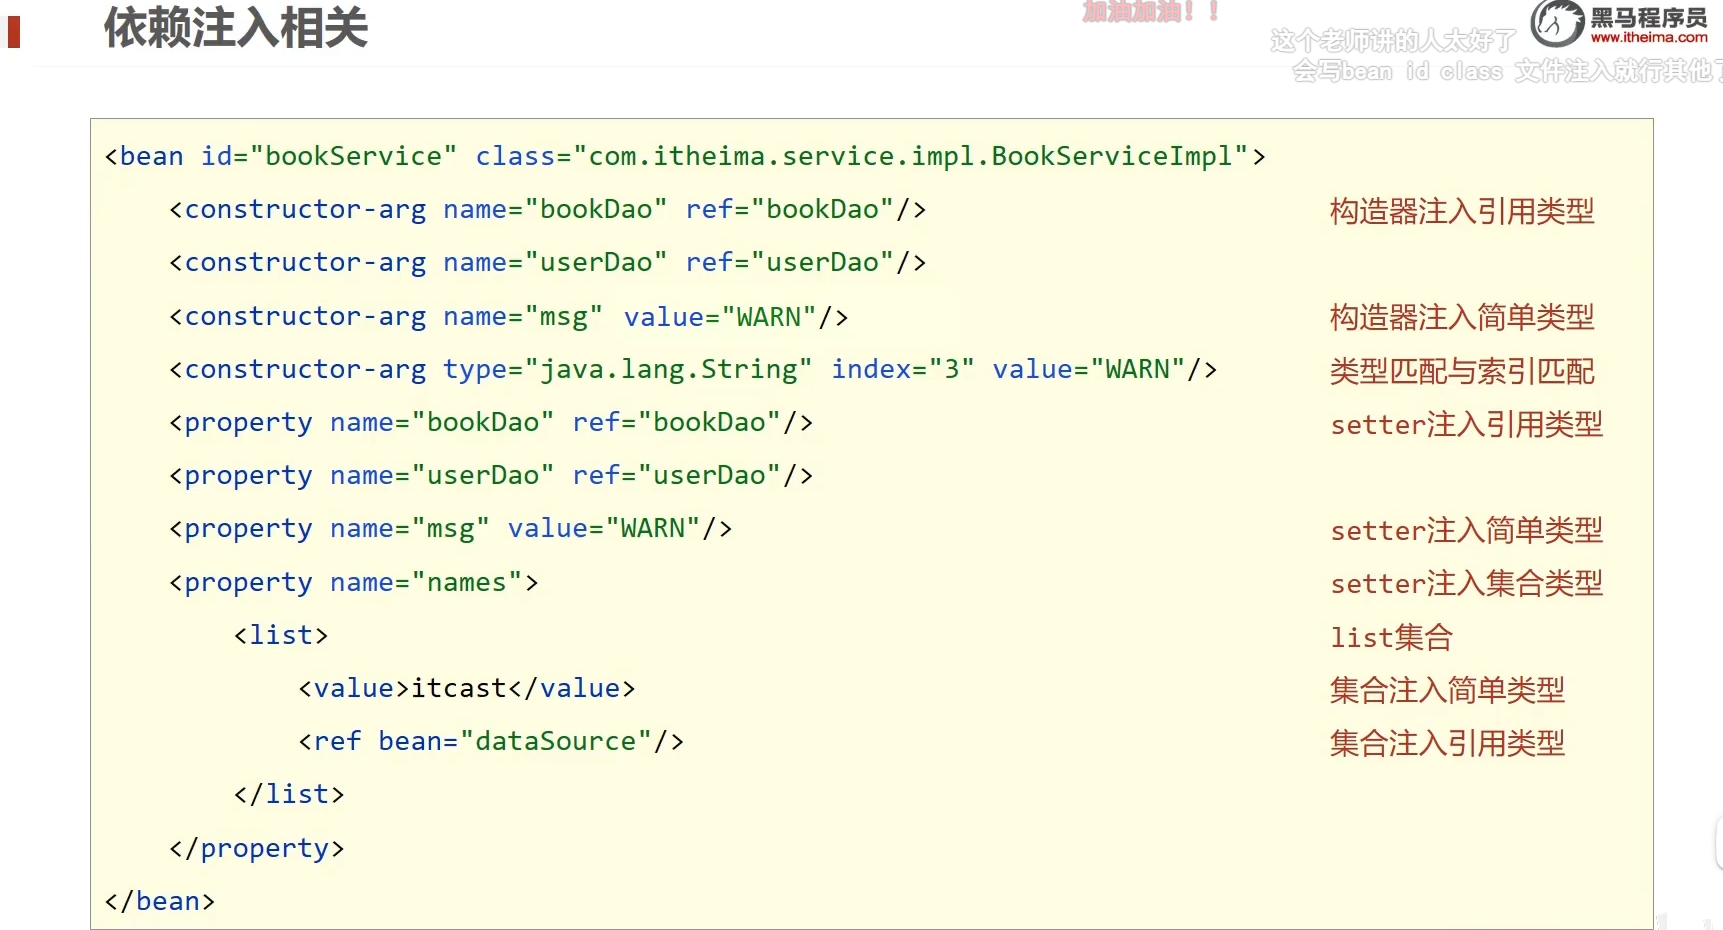 依赖注入相关
加油加油！！
这个老师讲的人太好了
会写bean id class 文件注入就行其他
黑马程序员
www.itheima.com
<bean id="bookService" class="com.itheima.service.impl.BookServiceImpl">
<constructor-arg name="bookDao" ref="bookDao"/> 构造器注入引用类型
<constructor-arg name="userDao" ref="userDao"/>
<constructor-arg name="msg" value="WARN"/> 构造器注入简单类型
<constructor-arg type="java.lang.String" index="3" value="WARN"/> 类型匹配与索引匹配
<property name="bookDao" ref="bookDao"/> setter注入引用类型
<property name="userDao" ref="userDao"/>
<property name="msg" value="WARN"/> setter注入简单类型
<property name="names"> setter注入集合类型
<list> list集合
<value>itcast</value> 集合注入简单类型
<ref bean="dataSource"/> 集合注入引用类型
</list>
</property>
</bean>